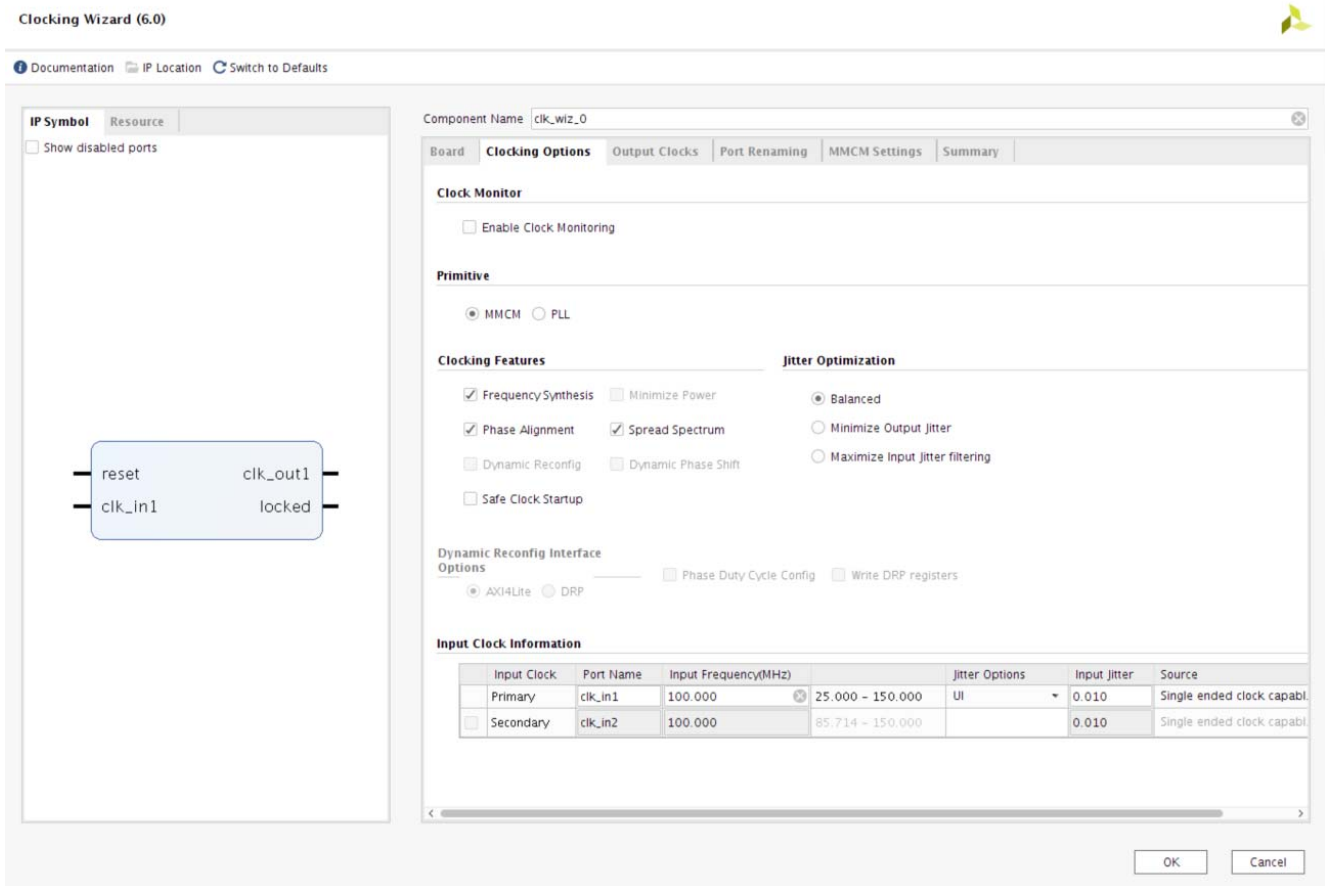 Clocking Wizard (6.0)
Documentation IP Location Switch to Defaults
IP Symbol Resource
Show disabled ports
reset clk_out1
clk_in1 locked
Component Name clk_wiz_0
Board Clocking Options Output Clocks Port Renaming MMCM Settings Summary
Clock Monitor
Enable Clock Monitoring
Primitive
MMCM PLL
Clocking Features Jitter Optimization
Frequency Synthesis Minimize Power Balanced
Phase Alignment Spread Spectrum Minimize Output Jitter
Dynamic Reconfig Dynamic Phase Shift Maximize Input Jitter filtering
Safe Clock Startup
Dynamic Reconfig Interface
Options Phase Duty Cycle Config Write DRP registers
AXI4Lite DRP
Input Clock Information
Input Clock Port Name Input Frequency(MHz) Jitter Options Input Jitter Source
Primary clk_in1 100.000 25.000 - 150.000 UI 0.010 Single ended clock capabl.
Secondary clk_in2 100.000 85.714 - 150.000 0.010 Single ended clock capabl.
OK Cancel